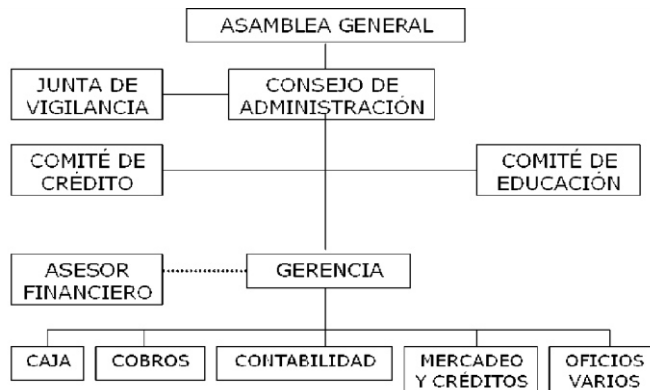 ASAMBLEA GENERAL
JUNTA DE
VIGILANCIA
CONSEJO DE
ADMINISTRACIÓN
COMITÉ DE
CRÉDITO
COMITÉ DE
EDUCACIÓN
ASESOR
FINANCIERO
GERENCIA
CAJA
COBROS
CONTABILIDAD
MERCADEO
Y CRÉDITOS
OFICIOS
VARIOS